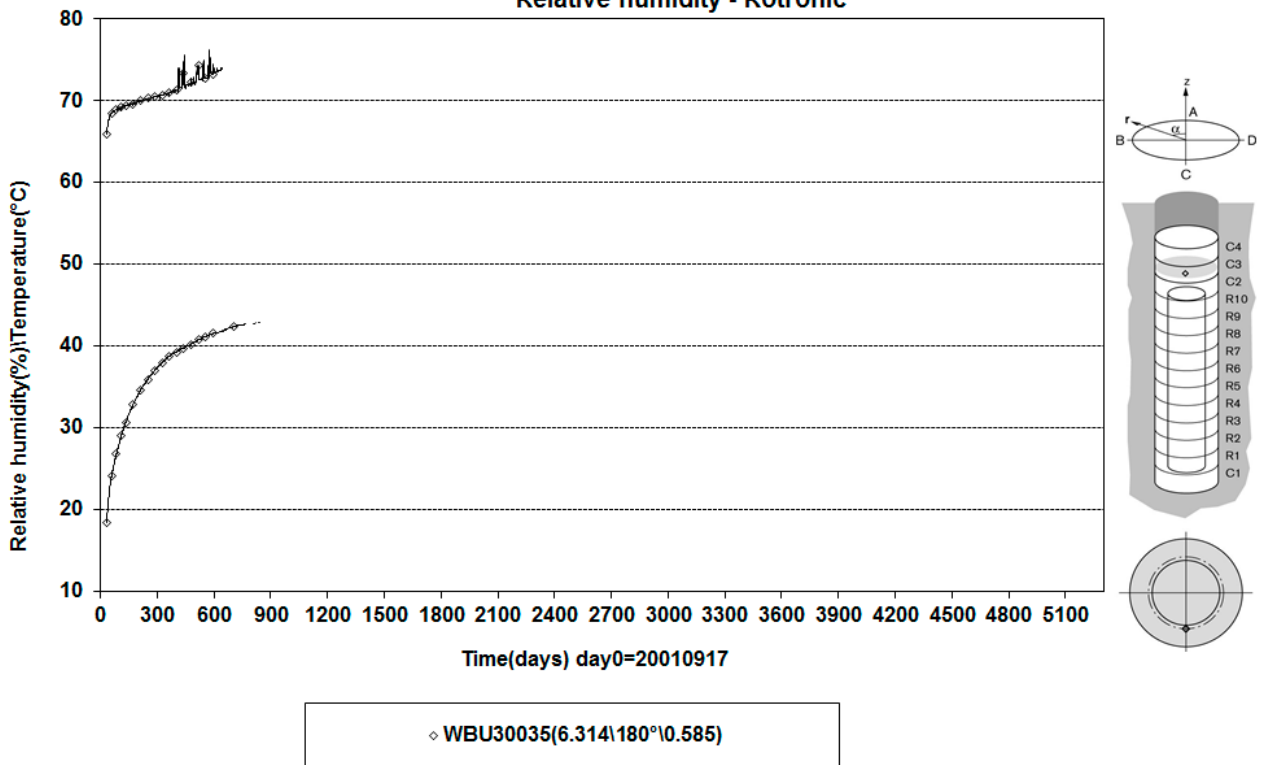 Relative humidity - Rotronic
80
70
60
50
40
30
20
10
Relative humidity(%)\Temperature(°C)
0 300 600 900 1200 1500 1800 2100 2400 2700 3000 3300 3600 3900 4200 4500 4800 5100
Time(days) day0=20010917
WBU30035(6.314\180°\0.585)
z
A
r
α
B
D
C
C4
C3
C2
R10
R9
R8
R7
R6
R5
R4
R3
R2
R1
C1